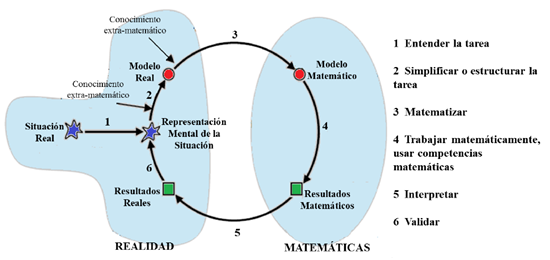 Conocimiento
extra-matemático
3
Modelo
Real
Modelo
Matemático
Conocimiento
extra-matemático
2
Situación
Real
1
Representación
Mental de la
Situación
4
6
Resultados
Reales
Resultados
Matemáticos
5
REALIDAD
MATEMÁTICAS
1 Entender la tarea
2 Simplificar o estructurar la
tarea
3 Matematizar
4 Trabajar matemáticamente,
usar competencias
matemáticas
5 Interpretar
6 Validar